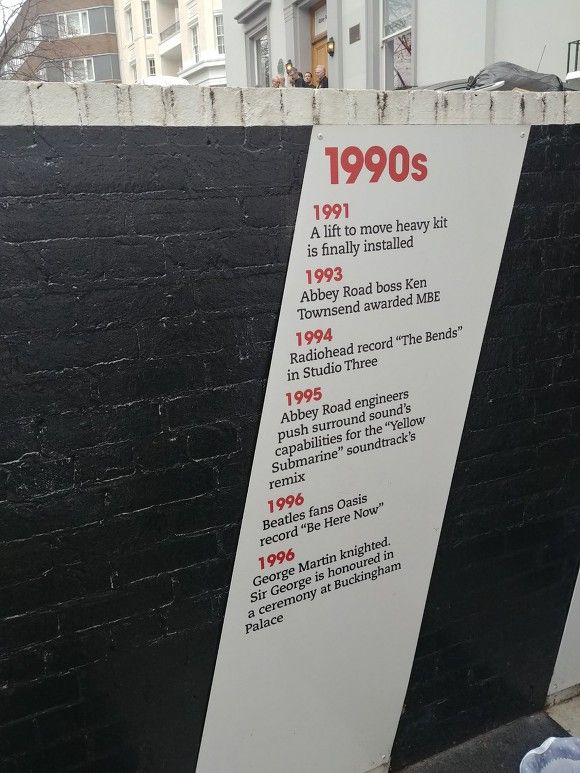 1990s
1991
A lift to move heavy kit
is finally installed
1993
Abbey Road boss Ken
Townsend awarded MBE
1994
Radiohead record “The Bends”
in Studio Three
1995
Abbey Road engineers
push surround sound’s
capabilities for the “Yellow
Submarine” soundtrack’s
remix
1996
Beatles fans Oasis
record “Be Here Now”
1996
George Martin knighted.
Sir George is honoured in
a ceremony at Buckingham
Palace